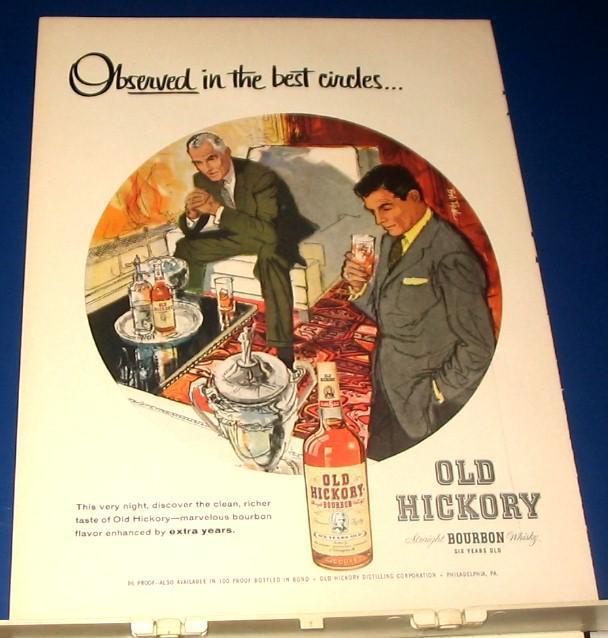 Observed in the best circles...
OLD
HICKORY
BOURBON
OLD
HICKORY
Straight BOURBON Whisky
SIX YEARS OLD
This very night, discover the clean, richer
taste of Old Hickory—marvelous bourbon
flavor enhanced by extra years.
86 PROOF-ALSO AVAILABLE IN 100 PROOF BOTTLED IN BOND • OLD HICKORY DISTILLING CORPORATION • PHILADELPHIA, PA.